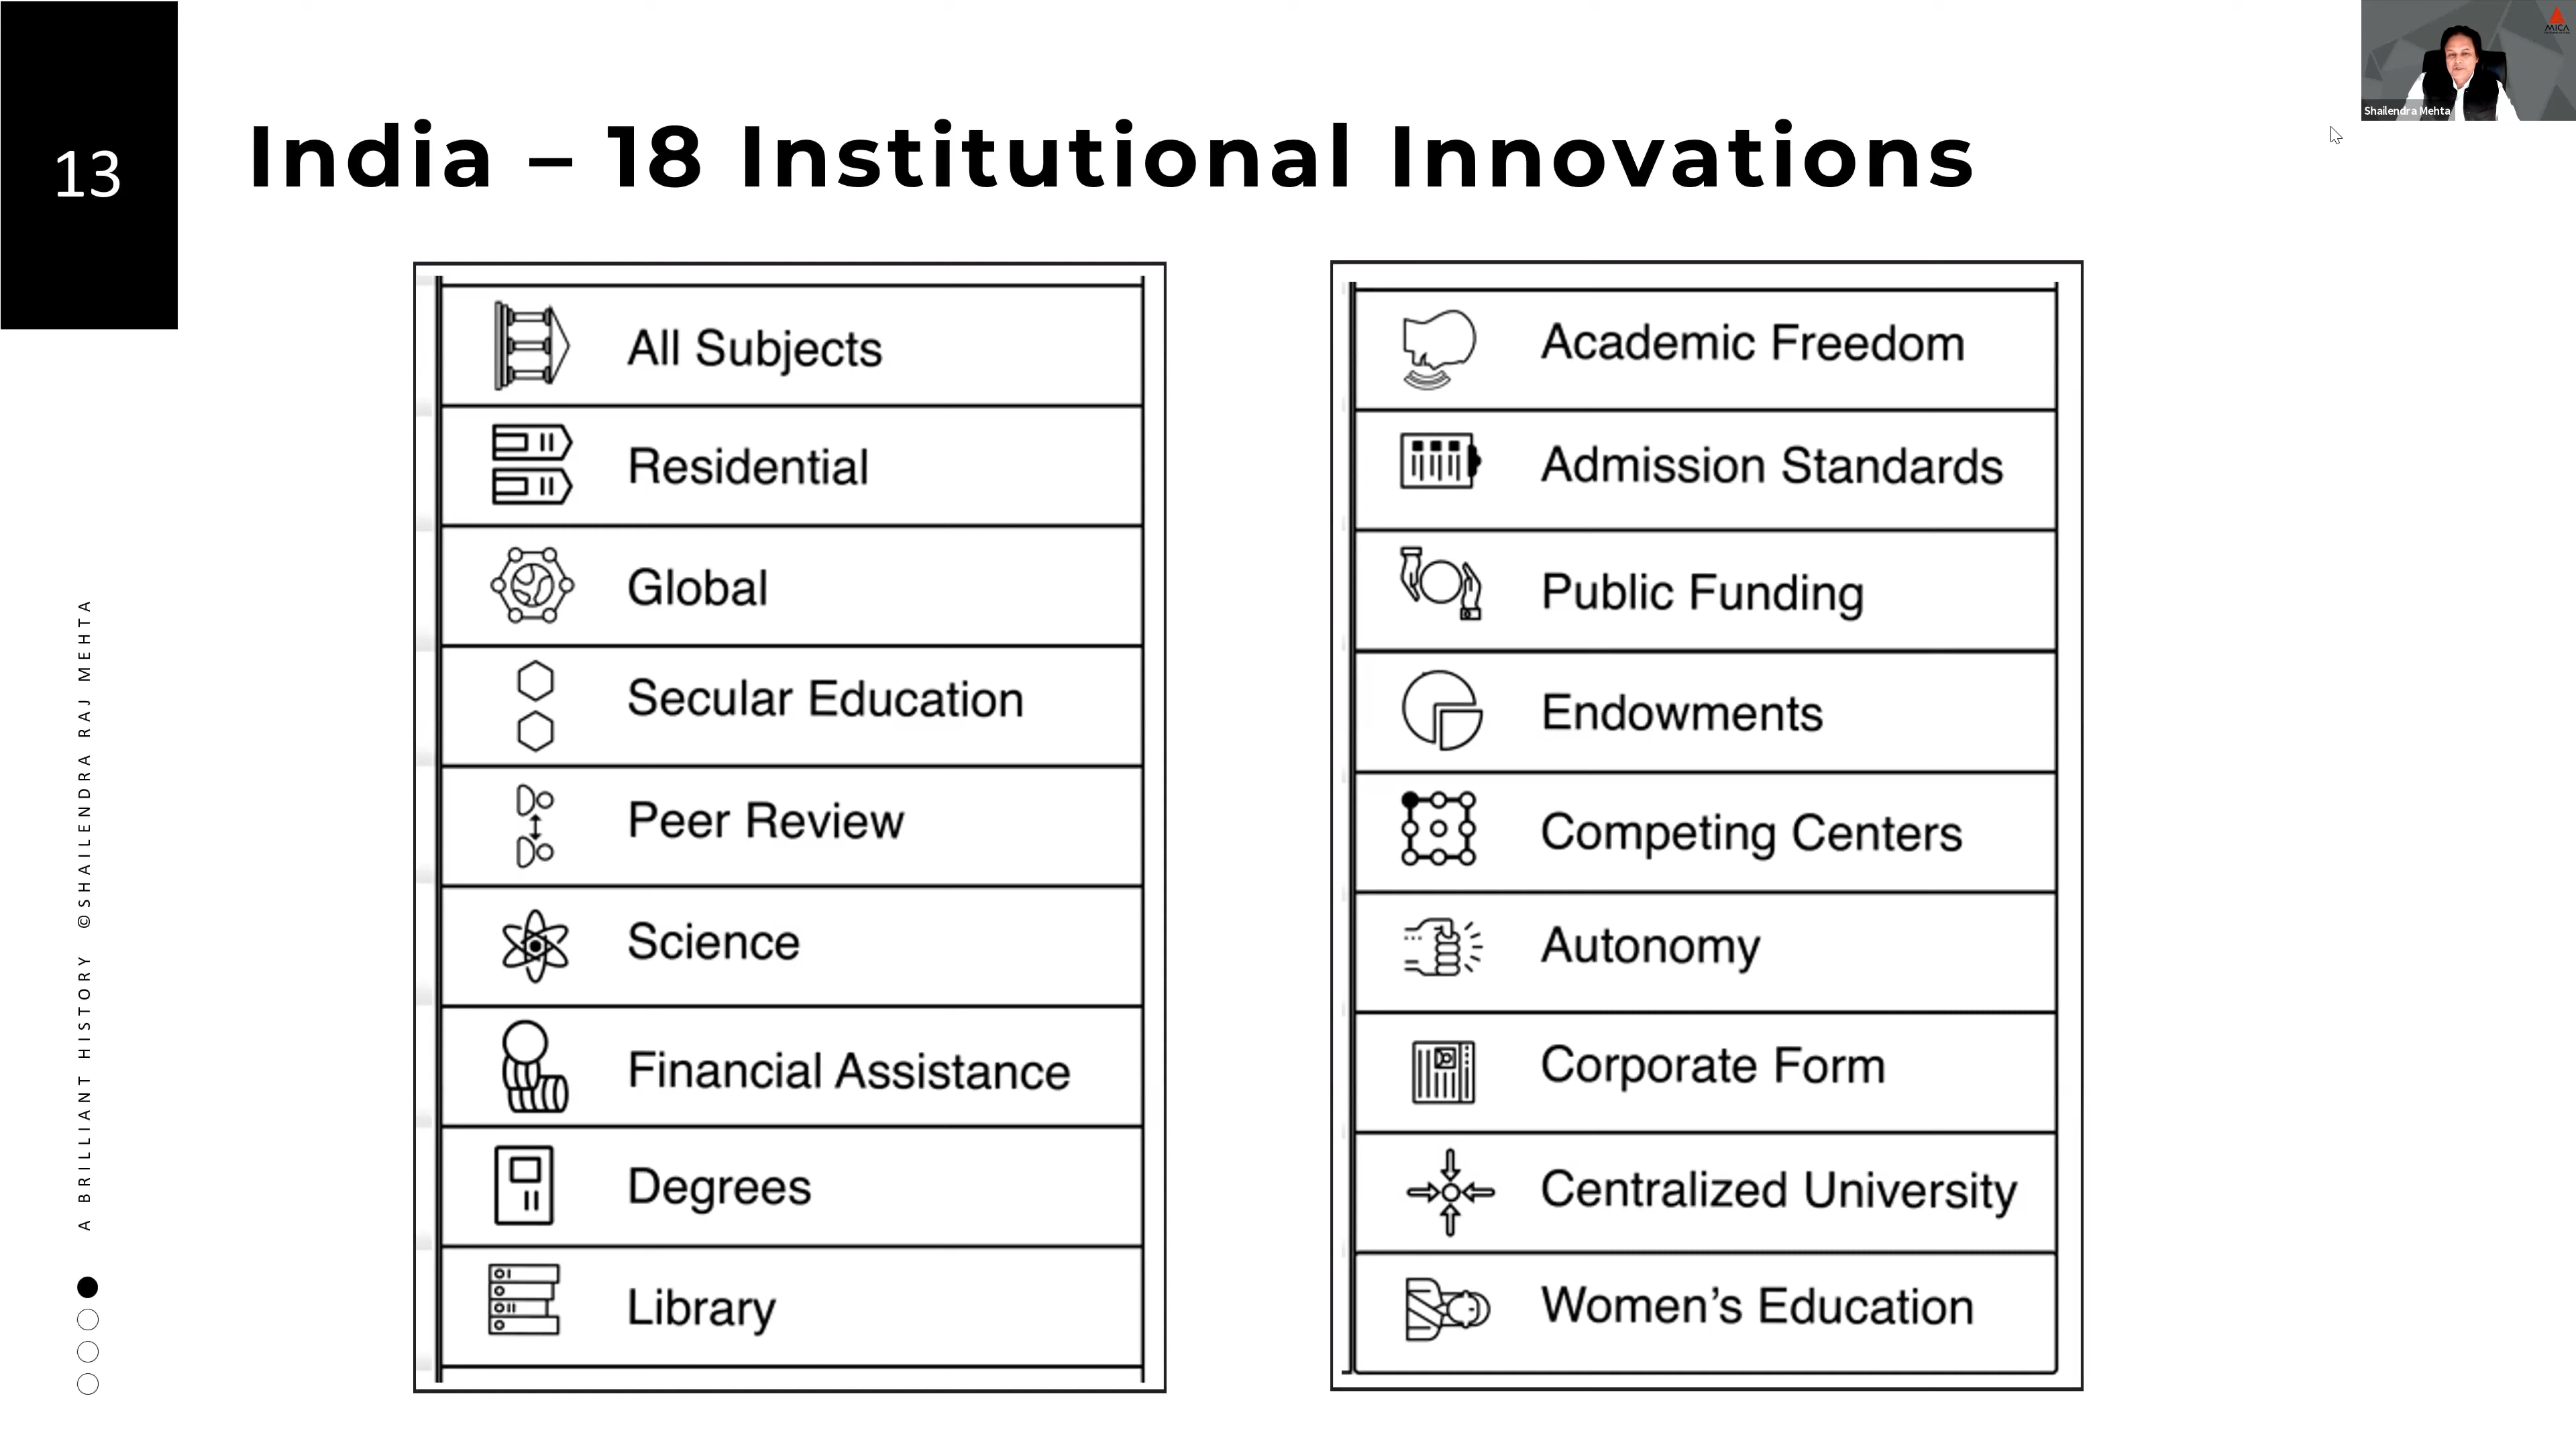 13
India – 18 Institutional Innovations
MICA
Shailendra Mehta
All Subjects
Residential
Global
Secular Education
Peer Review
Science
Financial Assistance
Degrees
Library
Academic Freedom
Admission Standards
Public Funding
Endowments
Competing Centers
Autonomy
Corporate Form
Centralized University
Women’s Education
A BRILLIANT HISTORY ©SHAILENDRA RAJ MEHTA